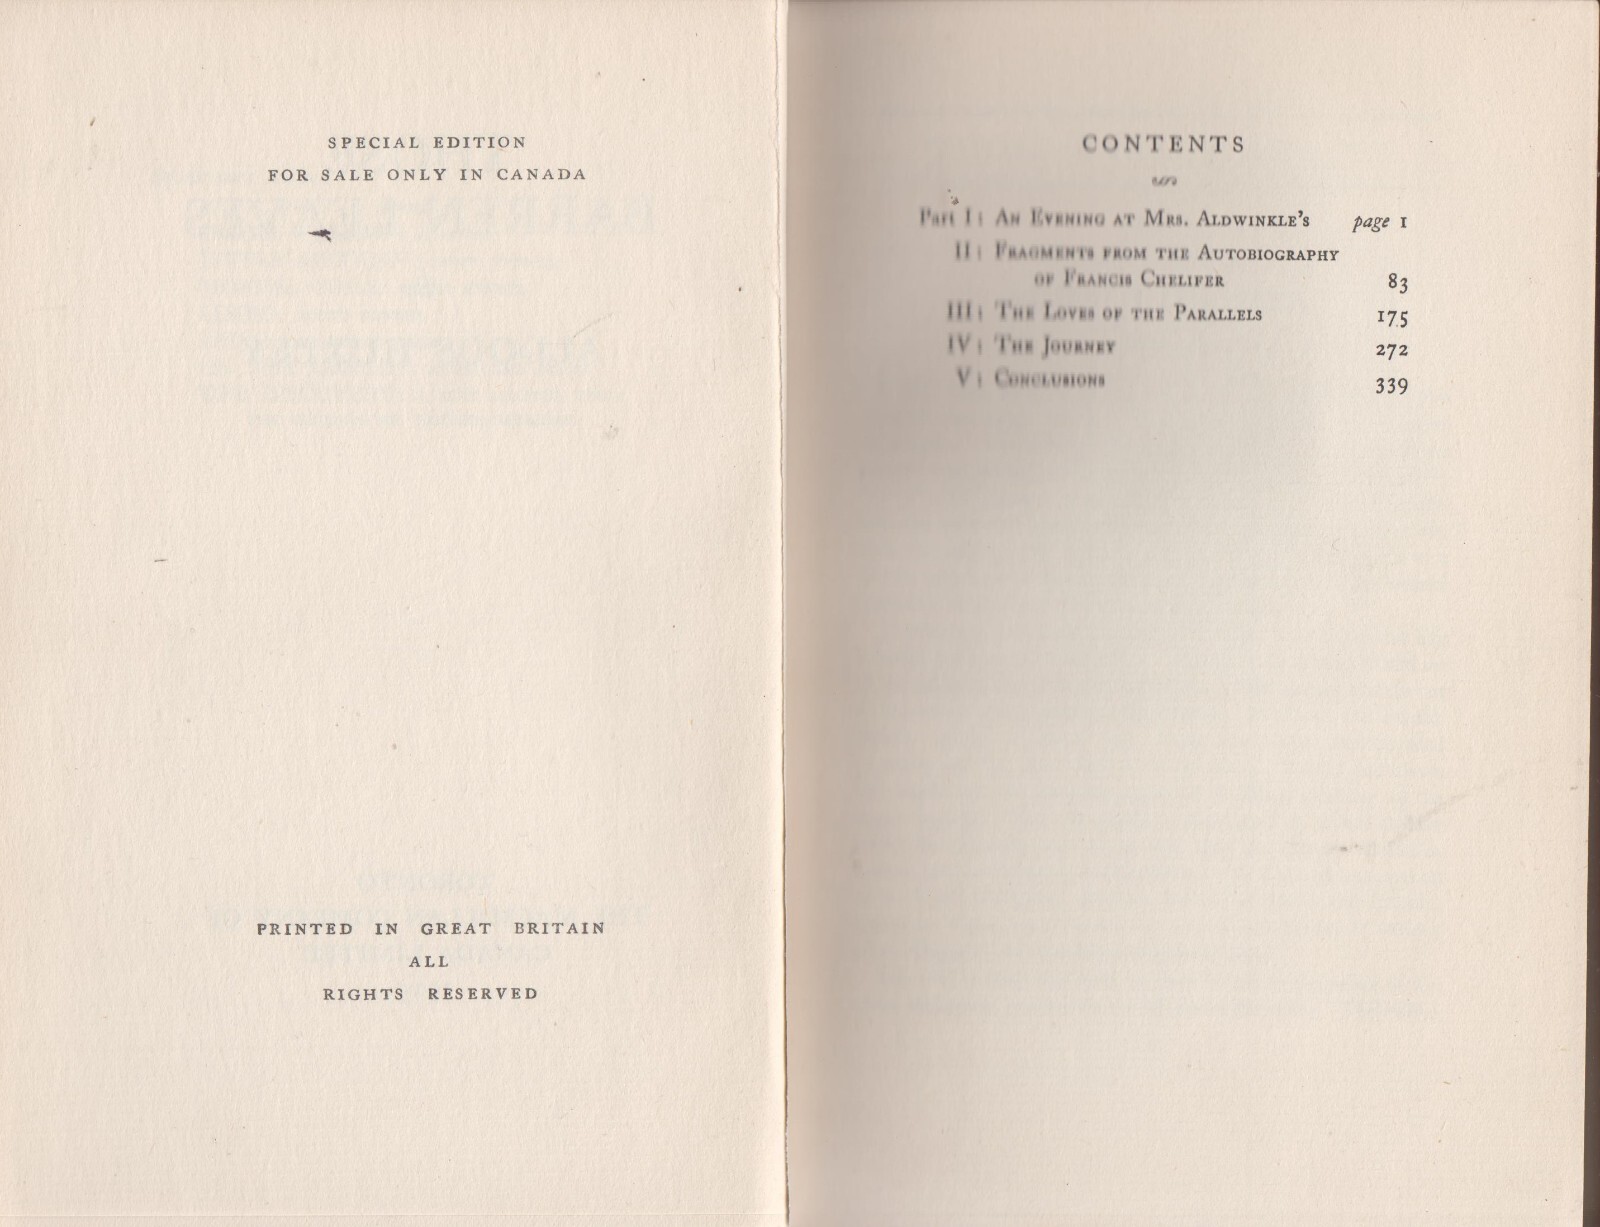 SPECIAL EDITION
FOR SALE ONLY IN CANADA
PRINTED IN GREAT BRITAIN
ALL
RIGHTS RESERVED
CONTENTS
Part I: An Evening at Mrs. Aldwinkle's page 1
II: Fragments from the Autobiography
of Francis Chelifer 83
III: The Loves of the Parallels 175
IV: The Journey 272
V: Conclusions 339